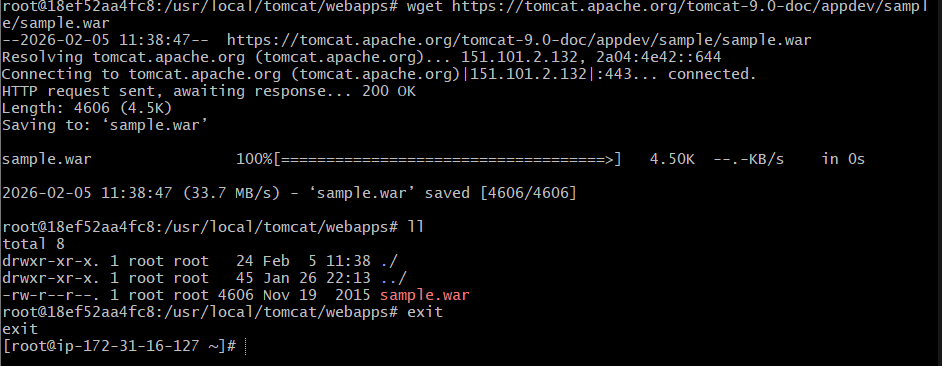 root@18ef52aa4fc8:/usr/local/tomcat/webapps# wget https://tomcat.apache.org/tomcat-9.0-doc/appdev/sampl
e/sample.war
--2026-02-05 11:38:47--  https://tomcat.apache.org/tomcat-9.0-doc/appdev/sample/sample.war
Resolving tomcat.apache.org (tomcat.apache.org)... 151.101.2.132, 2a04:4e42::644
Connecting to tomcat.apache.org (tomcat.apache.org)|151.101.2.132|:443... connected.
HTTP request sent, awaiting response... 200 OK
Length: 4606 (4.5K)
Saving to: ‘sample.war’
sample.war                100%[====================================>]   4.50K  --.-KB/s    in 0s
2026-02-05 11:38:47 (33.7 MB/s) - ‘sample.war’ saved [4606/4606]
root@18ef52aa4fc8:/usr/local/tomcat/webapps# ll
total 8
drwxr-xr-x. 1 root root   24 Feb  5 11:38 ./
drwxr-xr-x. 1 root root   45 Jan 26 22:13 ../
-rw-r--r--. 1 root root 4606 Nov 19  2015 sample.war
root@18ef52aa4fc8:/usr/local/tomcat/webapps# exit
exit
[root@ip-172-31-16-127 ~]#